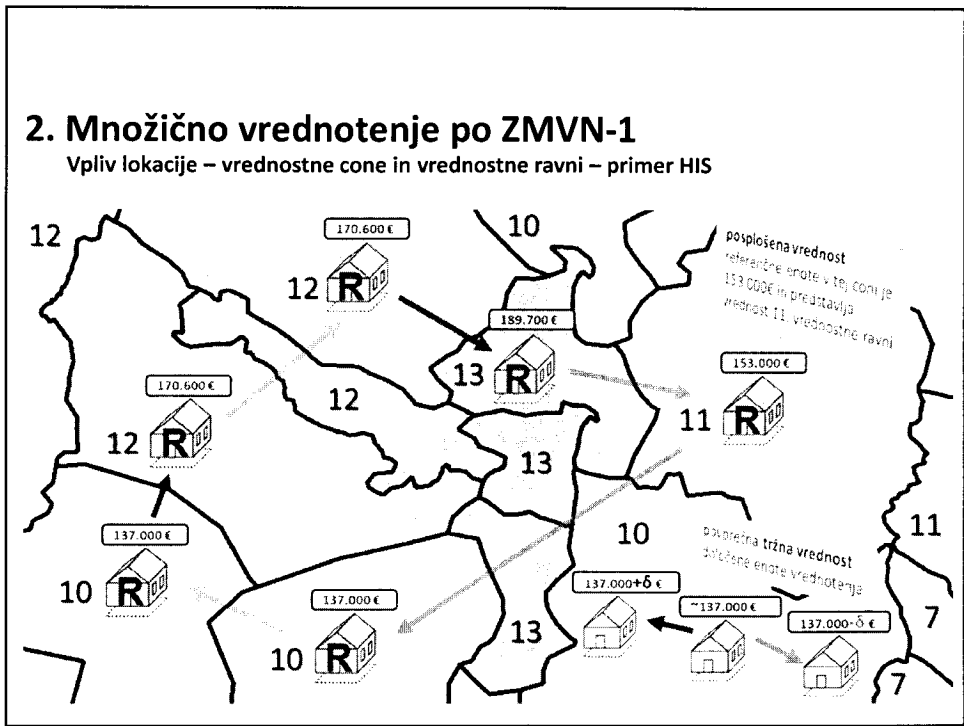 2. Množično vrednotenje po ZMVN-1
Vpliv lokacije – vrednostne cone in vrednostne ravni – primer HIS
12
170.600 €
12
R
10
posplošena vrednost
referenčne enote v tej coni je
153.000€ in predstavlja
vrednost 11. vrednostne ravni
189.700 €
13
R
153.000 €
11
R
170.600 €
12
R
12
13
137.000 €
10
R
137.000 €
10
R
13
10
povprečna tržna vrednost
določene enote vrednotenja
137.000+δ €
~137.000 €
137.000-δ €
11
7
7